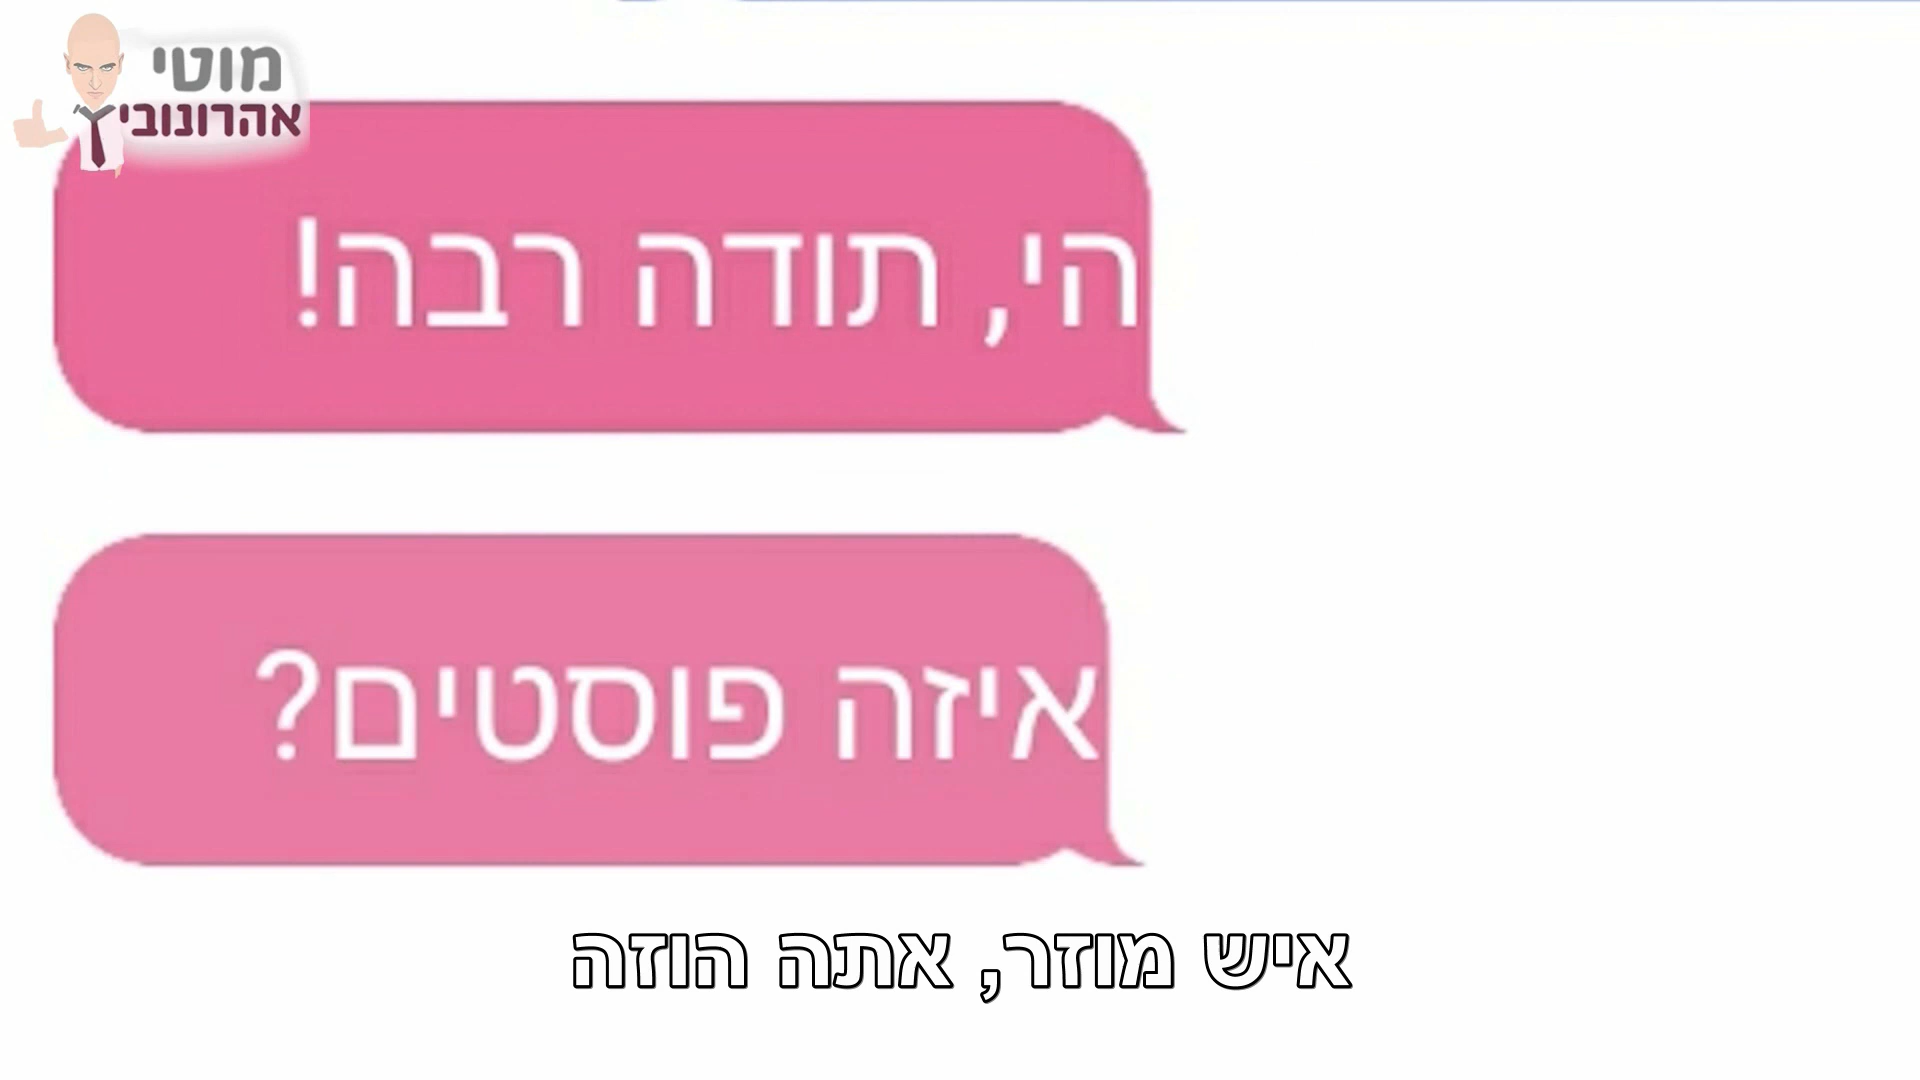 מוטי
אהרונובי
הי, תודה רבה!
איזה פוסטים?
איש מוזר, אתה הוזה